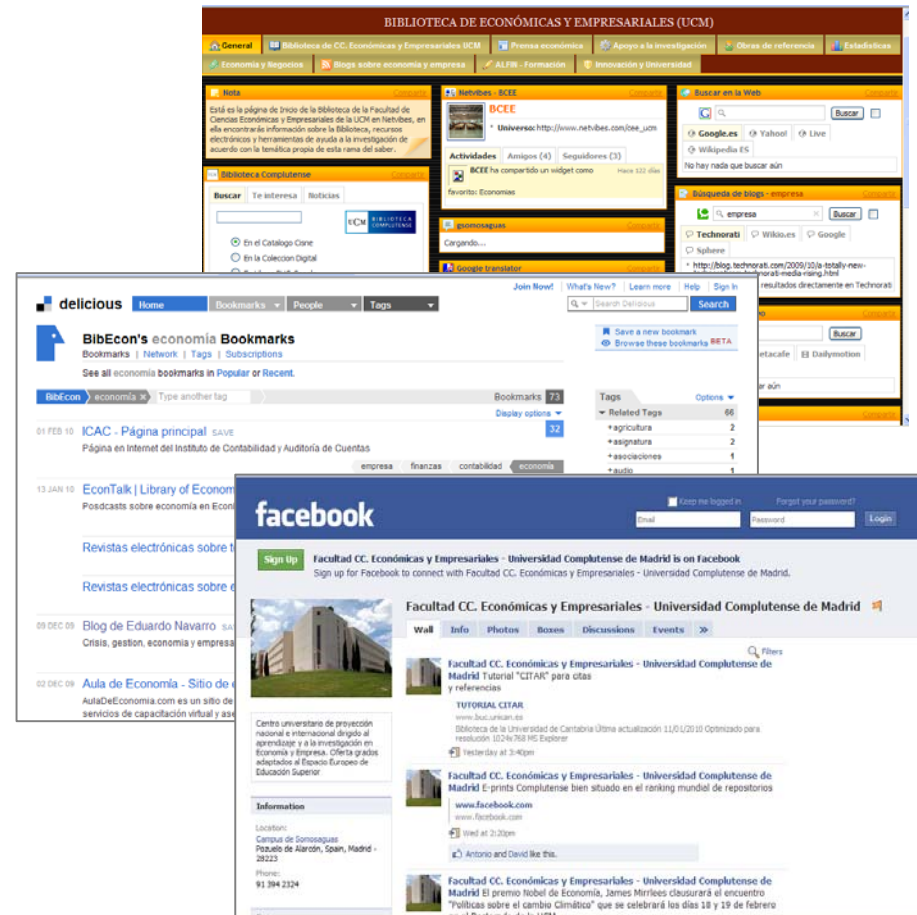 BIBLIOTECA DE ECONÓMICAS Y EMPRESARIALES (UCM)
General
Biblioteca de CC. Económicas y Empresariales UCM
Prensa económica
Apoyo a la investigación
Obras de referencia
Estadísticas
Economía y Negocios
Blogs sobre economía y empresa
ALFIN - Formación
Innovación y Universidad
Nota
Compartir
Está es la página de Inicio de la Biblioteca de la Facultad de
Ciencias Económicas y Empresariales de la UCM en Netvibes, en
ella encontrarás información sobre la Biblioteca, recursos
electrónicos y herramientas de ayuda a la investigación de
acuerdo con la temática propia de esta rama del saber.
Biblioteca Complutense
Compartir
Buscar Te interesa Noticias
UCM BIBLIOTECA
COMPLUTENSE
En el Catalogo Cisne
En la Coleccion Digital
Netvibes - BCEE
Compartir
BCEE
* Universo: http://www.netvibes.com/cee_ucm
Actividades Amigos (4) Seguidores (3)
BCEE ha compartido un widget como Hace 122 días
favorito: Economias
gsomosaguas
Compartir
Cargando...
Google translator
Compartir
Buscar en la Web
Compartir
Buscar
Google.es Yahoo! Live
Wikipedia ES
No hay nada que buscar aún
Búsqueda de blogs - empresa
Compartir
empresa Buscar
Technorati Wikio.es Google
Sphere
* http://blog.technorati.com/2009/10/a-totally-new-
resultados directamente en Technorati
Compartir
Buscar
etacafe Dailymotion
ar aún
Compartir
delicious
Home Bookmarks People Tags
Join Now! What's New? Learn more Help Sign In
Search Delicious Search
BibEcon's economía Bookmarks
Bookmarks | Network | Tags | Subscriptions
See all economia bookmarks in Popular or Recent.
Save a new bookmark
Browse these bookmarks BETA
BibEcon economía × Type another tag
Bookmarks 73
Display options
Tags Options
Related Tags 66
+agricultura 2
+asignatura 2
+asociaciones 1
+audio 1
01 FEB 10 ICAC - Página principal SAVE 32
Página en Internet del Instituto de Contabilidad y Auditoría de Cuentas
empresa finanzas contabilidad economía
13 JAN 10 EconTalk | Library of Econom
Posdcasts sobre economía en Econ
Revistas electrónicas sobre t
Revistas electrónicas sobre e
09 DEC 09 Blog de Eduardo Navarro
Crisis, gestion, economia y empresa
02 DEC 09 Aula de Economía - Sitio de
AulaDeEconomia.com es un sitio de
servicios de capacitación virtual y ase
facebook
Keep me logged in Forgot your password?
Email Password Login
Sign Up
Facultad CC. Económicas y Empresariales - Universidad Complutense de Madrid is on Facebook
Sign up for Facebook to connect with Facultad CC. Económicas y Empresariales - Universidad Complutense de Madrid.
Facultad CC. Económicas y Empresariales - Universidad Complutense de Madrid
Wall Info Photos Boxes Discussions Events »
Filters
Facultad CC. Económicas y Empresariales - Universidad Complutense de
Madrid Tutorial "CITAR" para citas
y referencias
TUTORIAL CITAR
www.buc.unican.es
Biblioteca de la Universidad de Cantabria Última actualización 11/01/2010 Optimizado para
resolución 1024x768 MS Explorer
Yesterday at 3:40pm
Facultad CC. Económicas y Empresariales - Universidad Complutense de
Madrid E-prints Complutense bien situado en el ranking mundial de repositorios
www.facebook.com
www.facebook.com
Wed at 2:20pm
Antonio and David like this.
Facultad CC. Económicas y Empresariales - Universidad Complutense de
Madrid El premio Nobel de Economía, James Mirrlees clausurará el encuentro
"Políticas sobre el cambio Climático" que se celebrará los días 18 y 19 de febrero
Centro universitario de proyección
nacional e internacional dirigido al
aprendizaje y a la investigación en
Economía y Empresa. Oferta grados
adaptados al Espacio Europeo de
Educación Superior
Information
Location:
Campus de Somosaguas
Pozuelo de Alarcón, Spain, Madrid -
28223
Phone:
91 394 2324